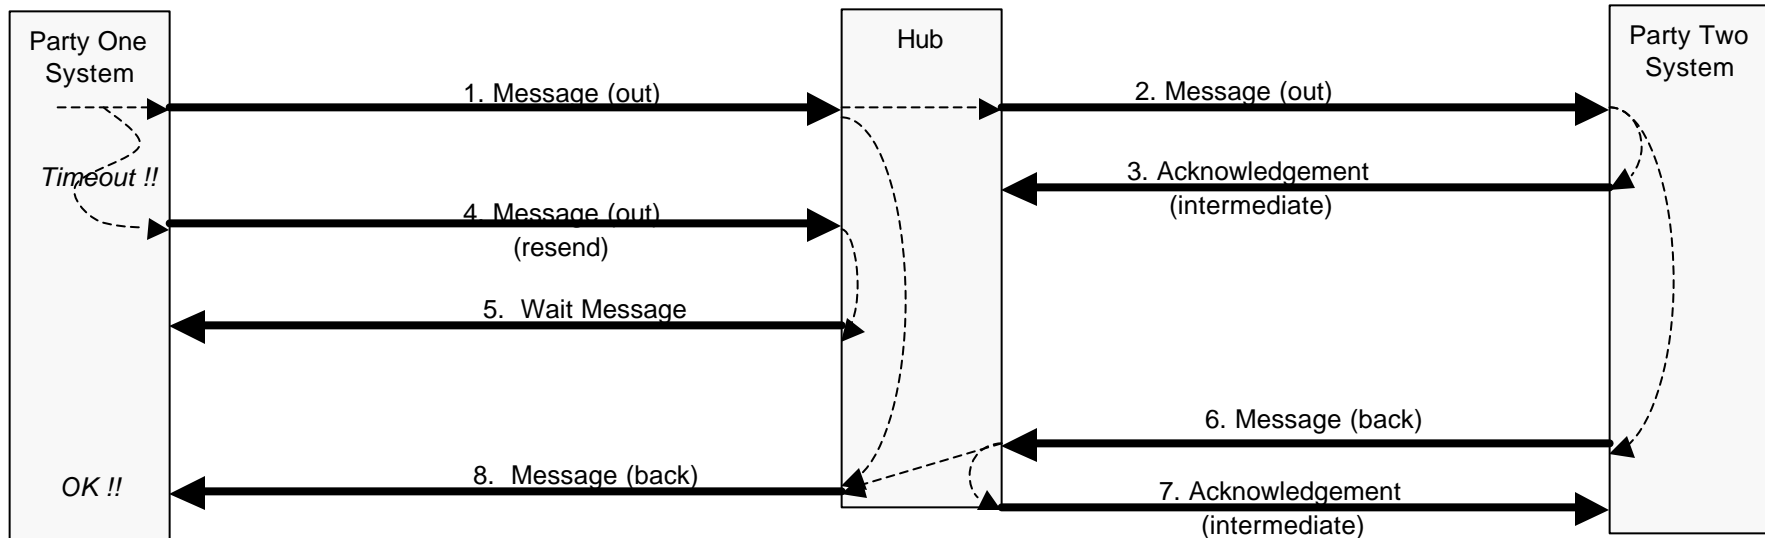 Party One
System
Hub
Party Two
System
1. Message (out)
2. Message (out)
Timeout !!
3. Acknowledgement
(intermediate)
4. Message (out)
(resend)
5. Wait Message
6. Message (back)
OK !!
8. Message (back)
7. Acknowledgement
(intermediate)